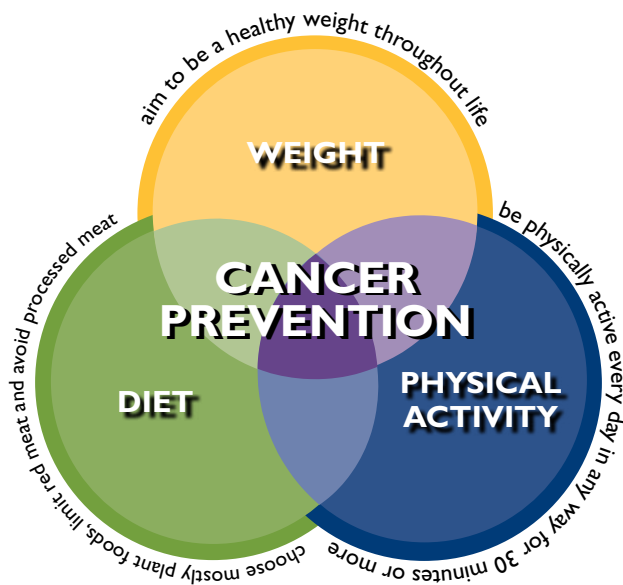 aim to be a healthy weight throughout life
WEIGHT
be physically active every day in any way for 30 minutes or more
choose mostly plant foods, limit red meat and avoid processed meat
CANCER
PREVENTION
DIET
PHYSICAL
ACTIVITY